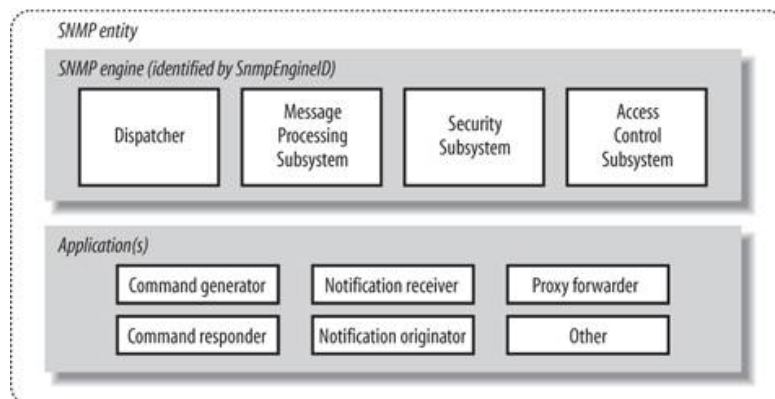 SNMP entity
SNMP engine (identified by SnmpEngineID)
Dispatcher
Message
Processing
Subsystem
Security
Subsystem
Access
Control
Subsystem
Application(s)
Command generator
Notification receiver
Proxy forwarder
Command responder
Notification originator
Other